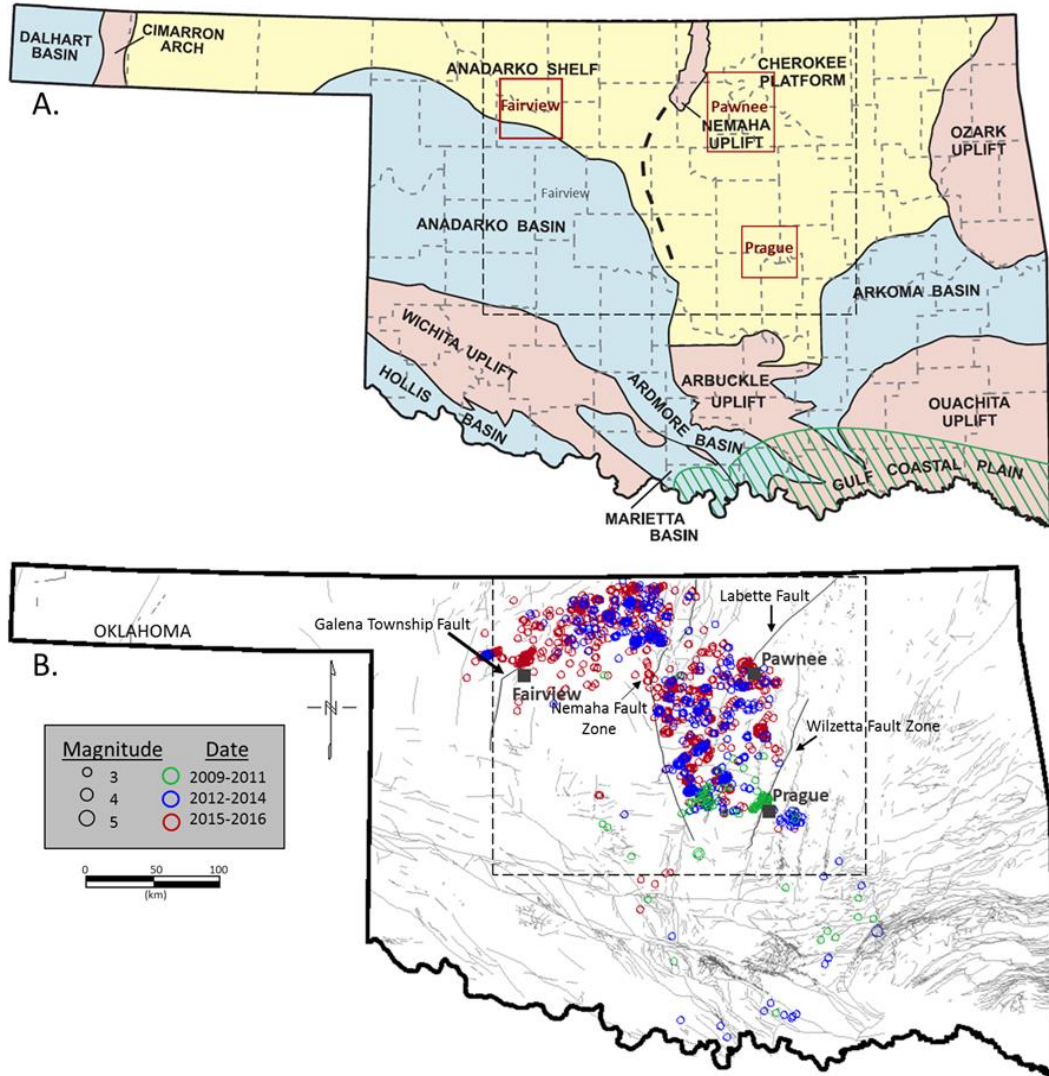 DALHART
BASIN
CIMARRON
ARCH
A.
ANADARKO SHELF
Fairview
CHEROKEE
PLATFORM
Pawnee
NEMAHA
UPLIFT
OZARK
UPLIFT
Fairview
ANADARKO BASIN
Prague
ARKOMA BASIN
WICHITA UPLIFT
HOLLIS BASIN
ARDMORE BASIN
ARBUCKLE
UPLIFT
OUACHITA
UPLIFT
GULF COASTAL PLAIN
MARIETTA
BASIN
B.
OKLAHOMA
Galena Township Fault
Labette Fault
Pawnee
Fairview
Nemaha Fault
Zone
Wilzetta Fault Zone
Prague
N
Magnitude Date
3 2009-2011
4 2012-2014
5 2015-2016
0 50 100
(km)